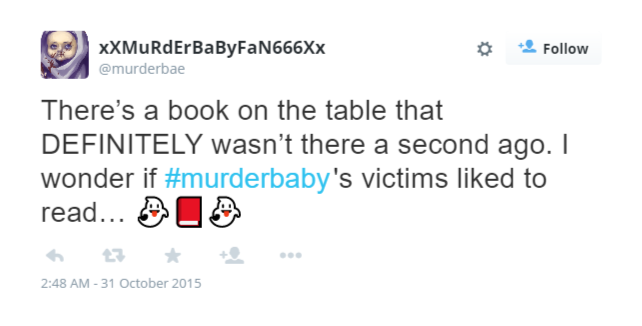 xXMuRdErBaByFaN666Xx
Follow
@murderbae
There’s a book on the table that
DEFINITELY wasn’t there a second ago. I
wonder if #murderbaby's victims liked to
read... 👻📕👻
2:48 AM - 31 October 2015